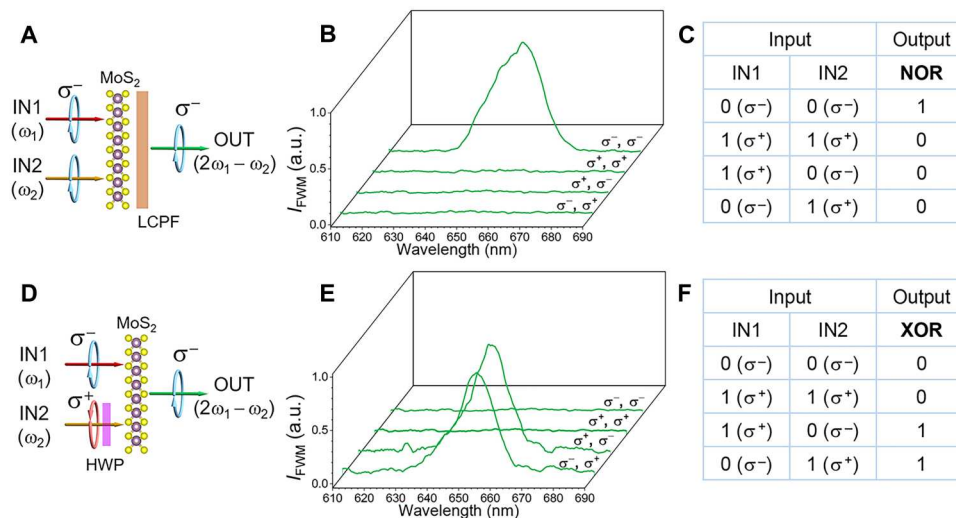 A
MoS₂
σ⁻
IN1
(ω₁)
σ⁻
OUT
(2ω₁ − ω₂)
IN2
(ω₂)
LCPF
B
I_FWM (a.u.)
1.0
0.5
0.0
σ⁻, σ⁻
σ⁺, σ⁺
σ⁺, σ⁻
σ⁻, σ⁺
610 620 630 640 650 660 670 680 690
Wavelength (nm)
C
Input Output
IN1 IN2 NOR
0 (σ−) 0 (σ−) 1
1 (σ⁺) 1 (σ⁺) 0
1 (σ⁺) 0 (σ−) 0
0 (σ−) 1 (σ⁺) 0
D
MoS₂
σ⁻
IN1
(ω₁)
σ⁻
OUT
(2ω₁ − ω₂)
σ⁺
IN2
(ω₂)
HWP
E
I_FWM (a.u.)
1.0
0.5
0.0
σ⁻, σ⁻
σ⁺, σ⁺
σ⁺, σ⁻
σ⁻, σ⁺
610 620 630 640 650 660 670 680 690
Wavelength (nm)
F
Input Output
IN1 IN2 XOR
0 (σ−) 0 (σ−) 0
1 (σ⁺) 1 (σ⁺) 0
1 (σ⁺) 0 (σ−) 1
0 (σ−) 1 (σ⁺) 1